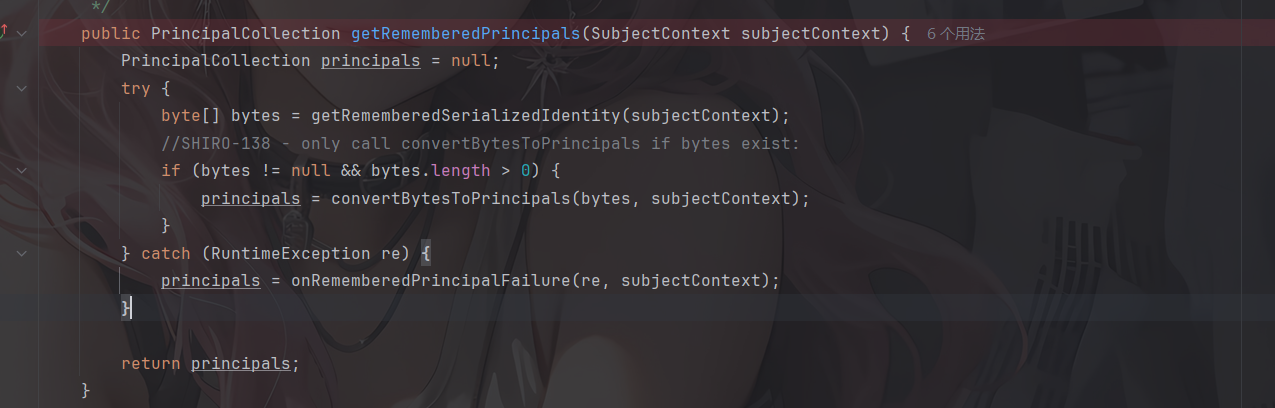 */
public PrincipalCollection getRememberedPrincipals(SubjectContext subjectContext) { 6 个用法
PrincipalCollection principals = null;
try {
byte[] bytes = getRememberedSerializedIdentity(subjectContext);
//SHIRO-138 - only call convertBytesToPrincipals if bytes exist:
if (bytes != null && bytes.length > 0) {
principals = convertBytesToPrincipals(bytes, subjectContext);
}
} catch (RuntimeException re) {
principals = onRememberedPrincipalFailure(re, subjectContext);
}
return principals;
}